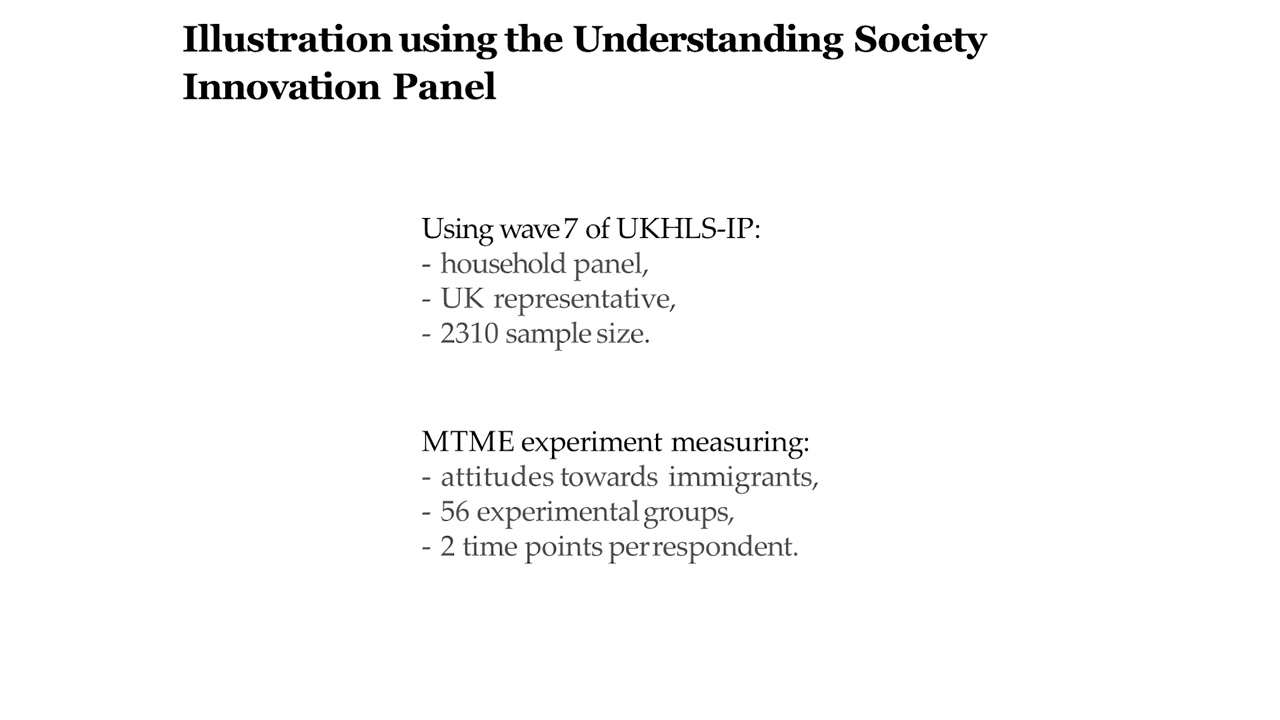 Illustration using the Understanding Society
Innovation Panel
Using wave 7 of UKHLS-IP:
- household panel,
- UK representative,
- 2310 sample size.
MTME experiment measuring:
- attitudes towards immigrants,
- 56 experimental groups,
- 2 time points per respondent.